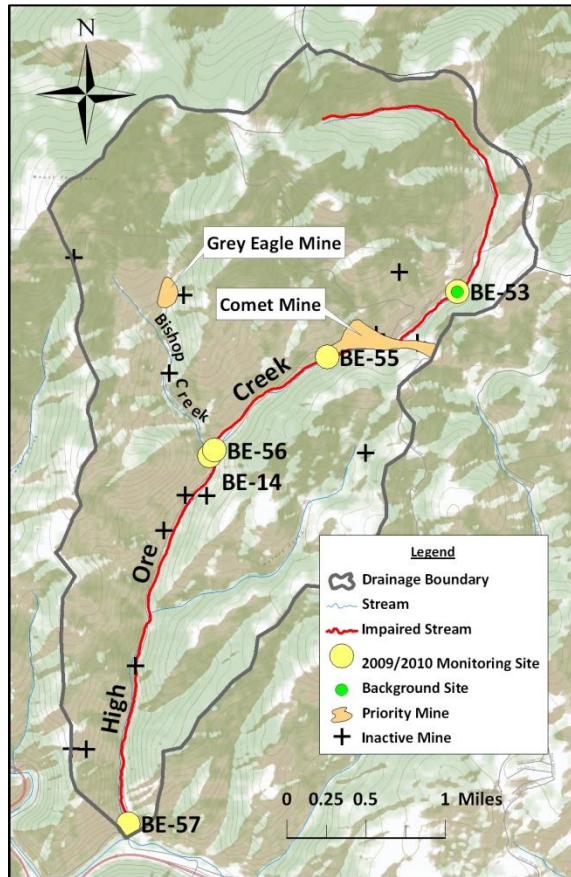 N
Grey Eagle Mine
Comet Mine
BE-53
Bishop
Creek
Creek
BE-55
BE-56
BE-14
Ore
High
BE-57
Legend
Drainage Boundary
Stream
Impaired Stream
2009/2010 Monitoring Site
Background Site
Priority Mine
Inactive Mine
0 0.25 0.5 1 Miles